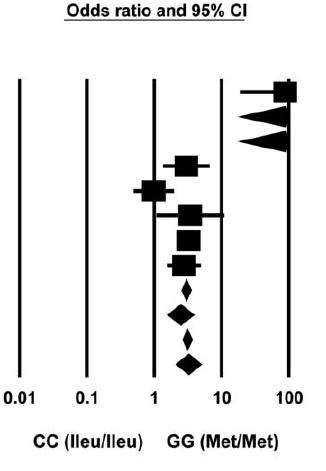 Odds ratio and 95% CI
0.01 0.1 1 10 100
CC (Ileu/Ileu) GG (Met/Met)